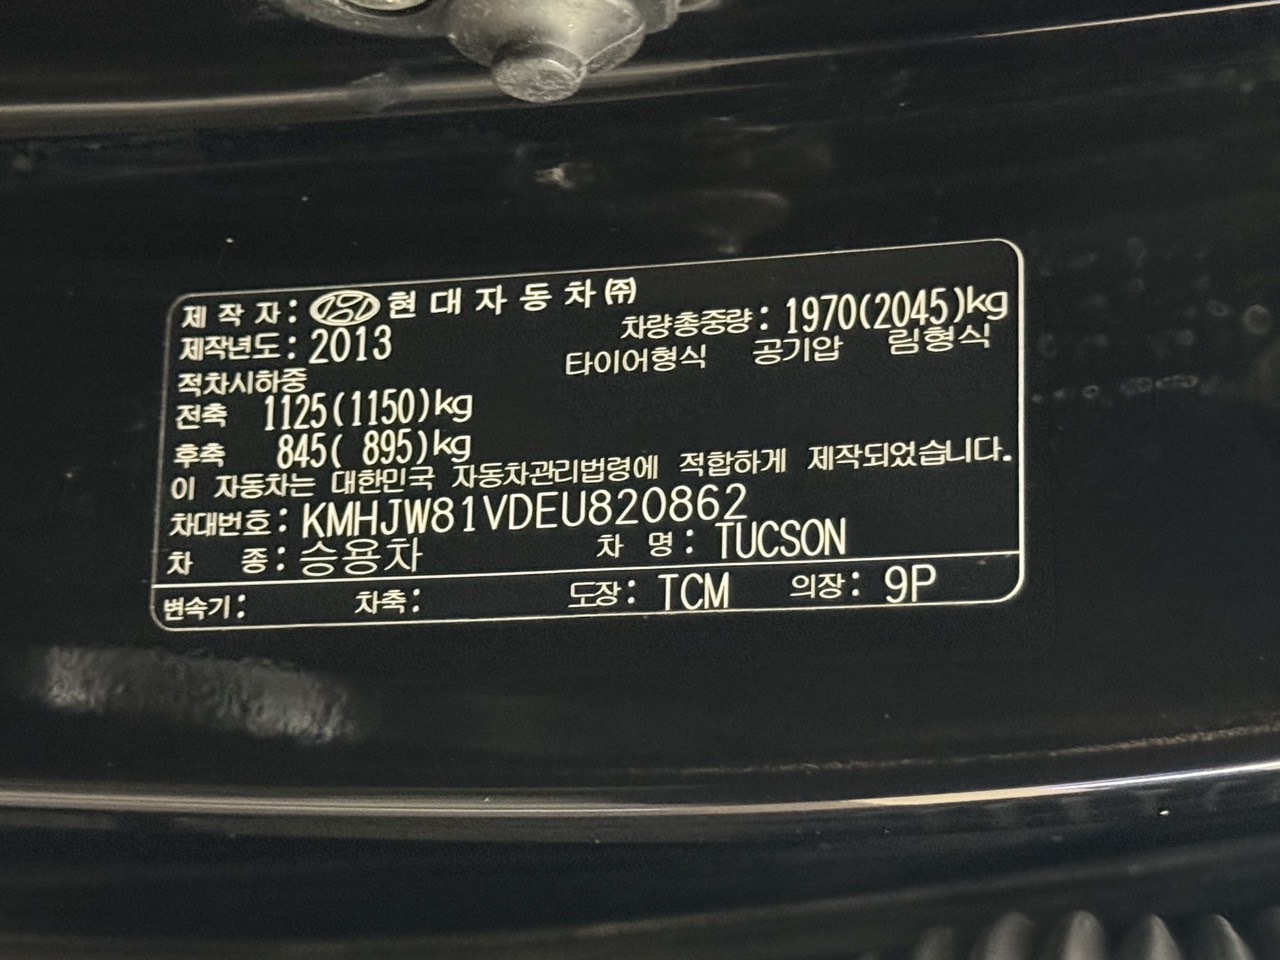 제 작 자 : 현 대 자 동 차 ㈜
제작년도 : 2013 차량총중량 : 1970(2045)kg
타이어형식 공기압 림형식
적차시하중
전축 1125(1150)kg
후축 845( 895)kg
이 자동차는 대한민국 자동차관리법령에 적합하게 제작되었습니다.
차대번호 : KMHJW81VDEU820862
차 종 : 승용차 차 명 : TUCSON
변속기 : 차축 : 도장 : TCM 의장 : 9P